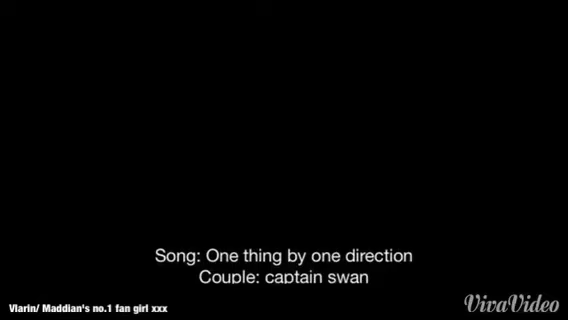 Song: One thing by one direction
Couple: captain swan
Vlarin/ Maddian's no.1 fan girl xxx
VivaVideo